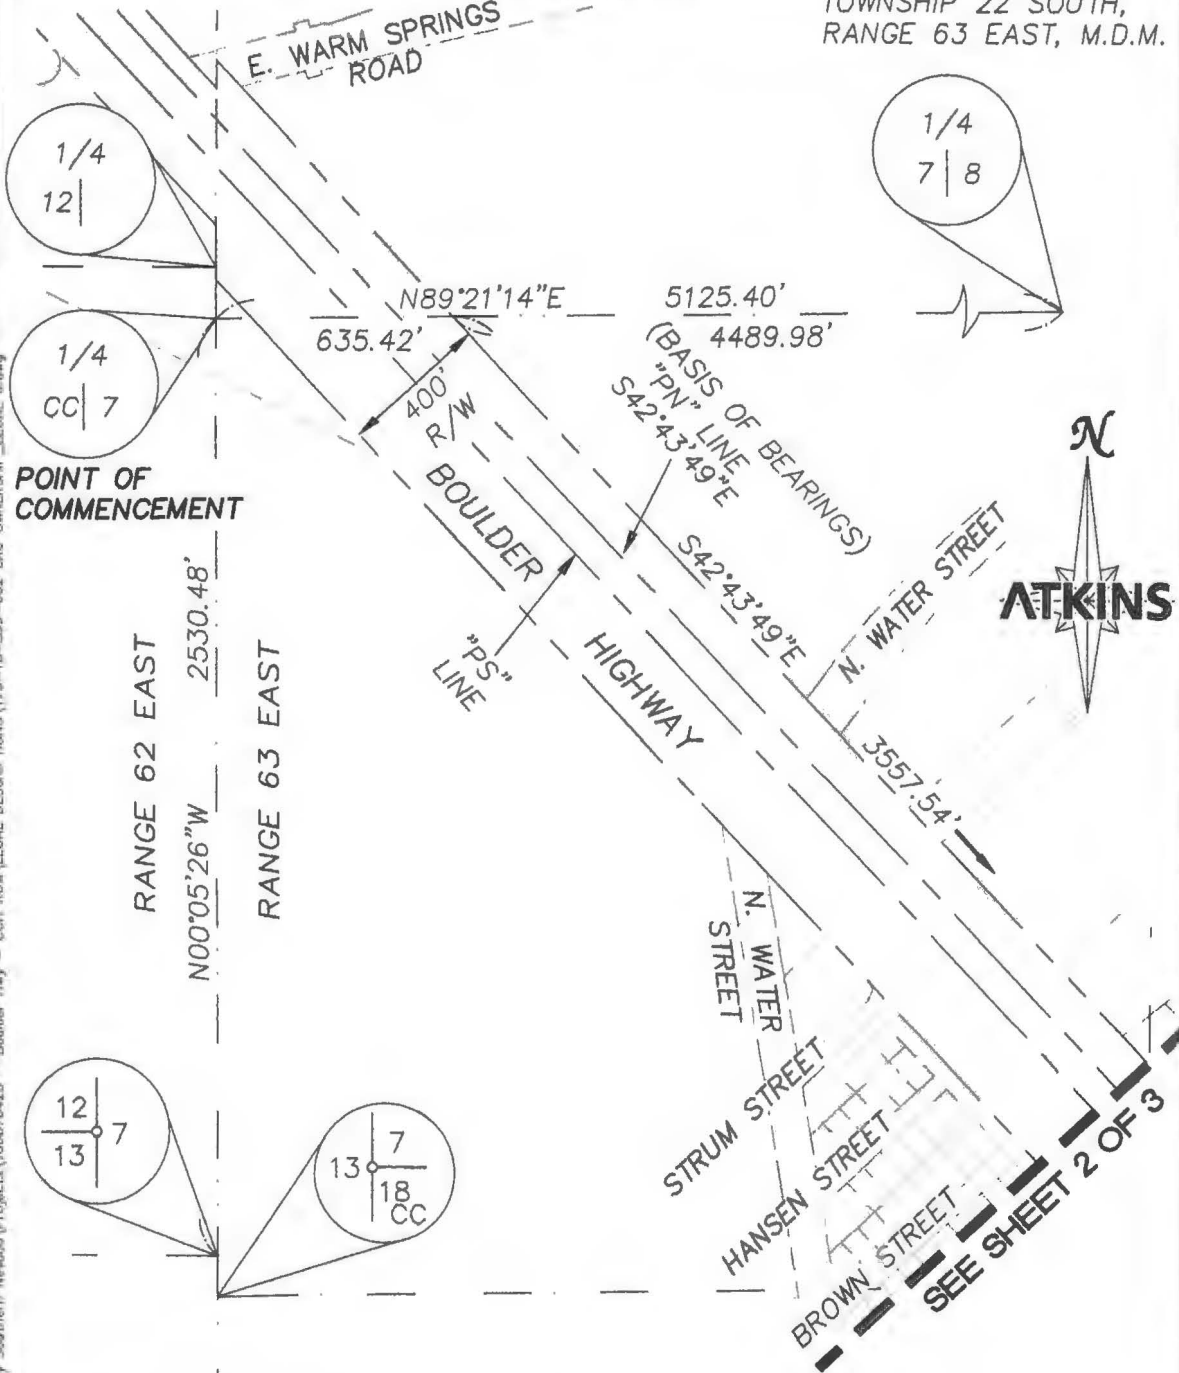 TOWNSHIP 22 SOUTH,
RANGE 63 EAST, M.D.M.
E. WARM SPRINGS
ROAD
1/4
12
1/4
7 8
N89°21'14"E
5125.40'
635.42'
4489.98'
1/4
CC 7
400'
R/W
(BASIS OF BEARINGS)
"PN" LINE
S42°43'49"E
N
POINT OF
COMMENCEMENT
BOULDER
HIGHWAY
S42°43'49"E
N. WATER STREET
ATKINS
2530.48'
"PS"
LINE
RANGE 62 EAST
RANGE 63 EAST
N00°05'26"W
3557.54'
N. WATER
STREET
12
7
13
7
13
18
CC
STRUM STREET
HANSEN STREET
BROWN STREET
SEE SHEET 2 OF 3